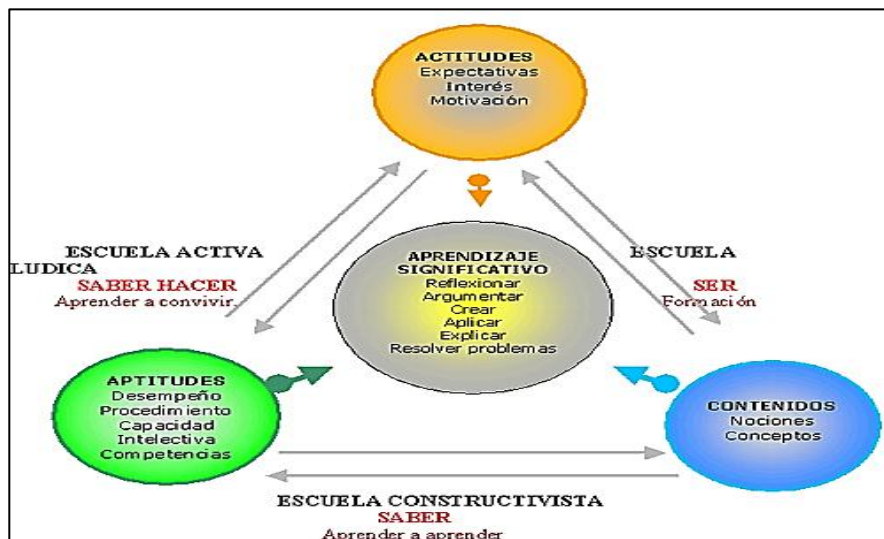 ACTITUDES
Expectativas
Interés
Motivación
ESCUELA ACTIVA
LUDICA
SABER HACER
Aprender a convivir.
ESCUELA
SER
Formación
APRENDIZAJE
SIGNIFICATIVO
Reflexionar
Argumentar
Crear
Aplicar
Explicar
Resolver problemas
APTITUDES
Desempeño
Procedimiento
Capacidad
Intelectiva
Competencias
CONTENIDOS
Nociones
Conceptos
ESCUELA CONSTRUCTIVISTA
SABER
Aprender a aprender